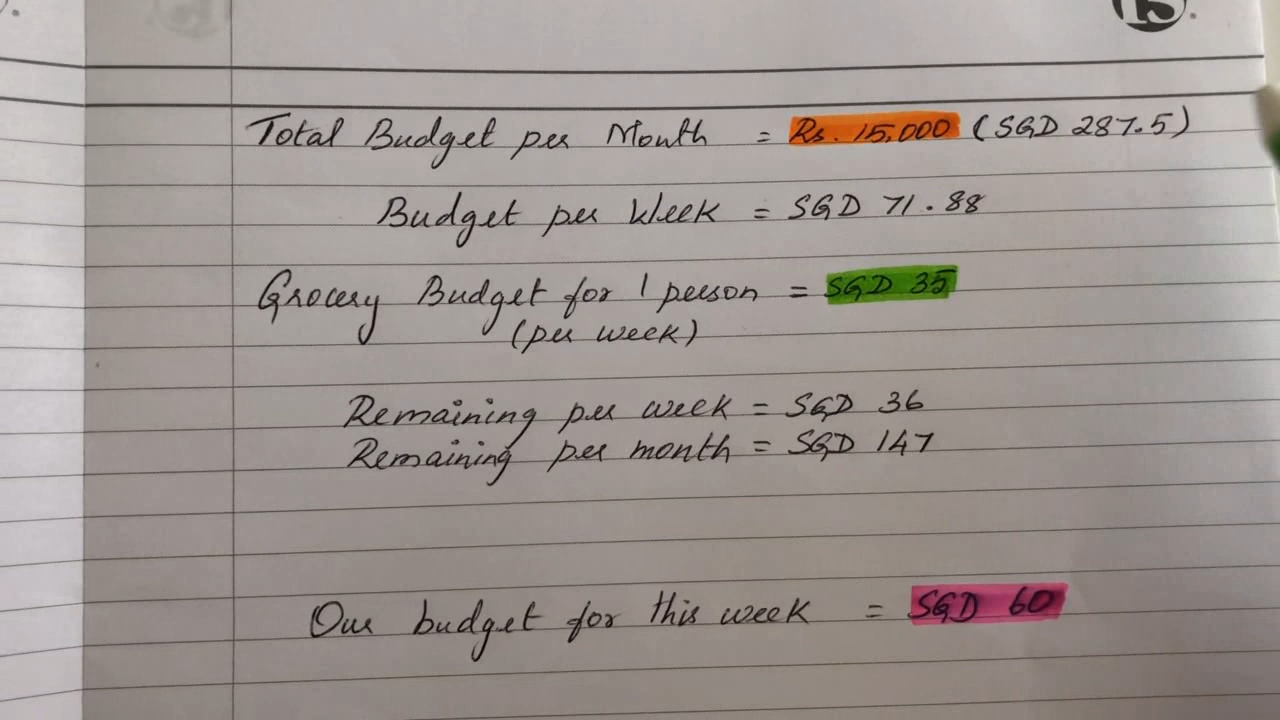 Total Budget per Month = Rs. 15,000 (SGD 287.5)
Budget per Week = SGD 71.88
Grocery Budget for 1 person = SGD 35
(per week)
Remaining per week = SGD 36
Remaining per month = SGD 147
Our budget for this week = SGD 60